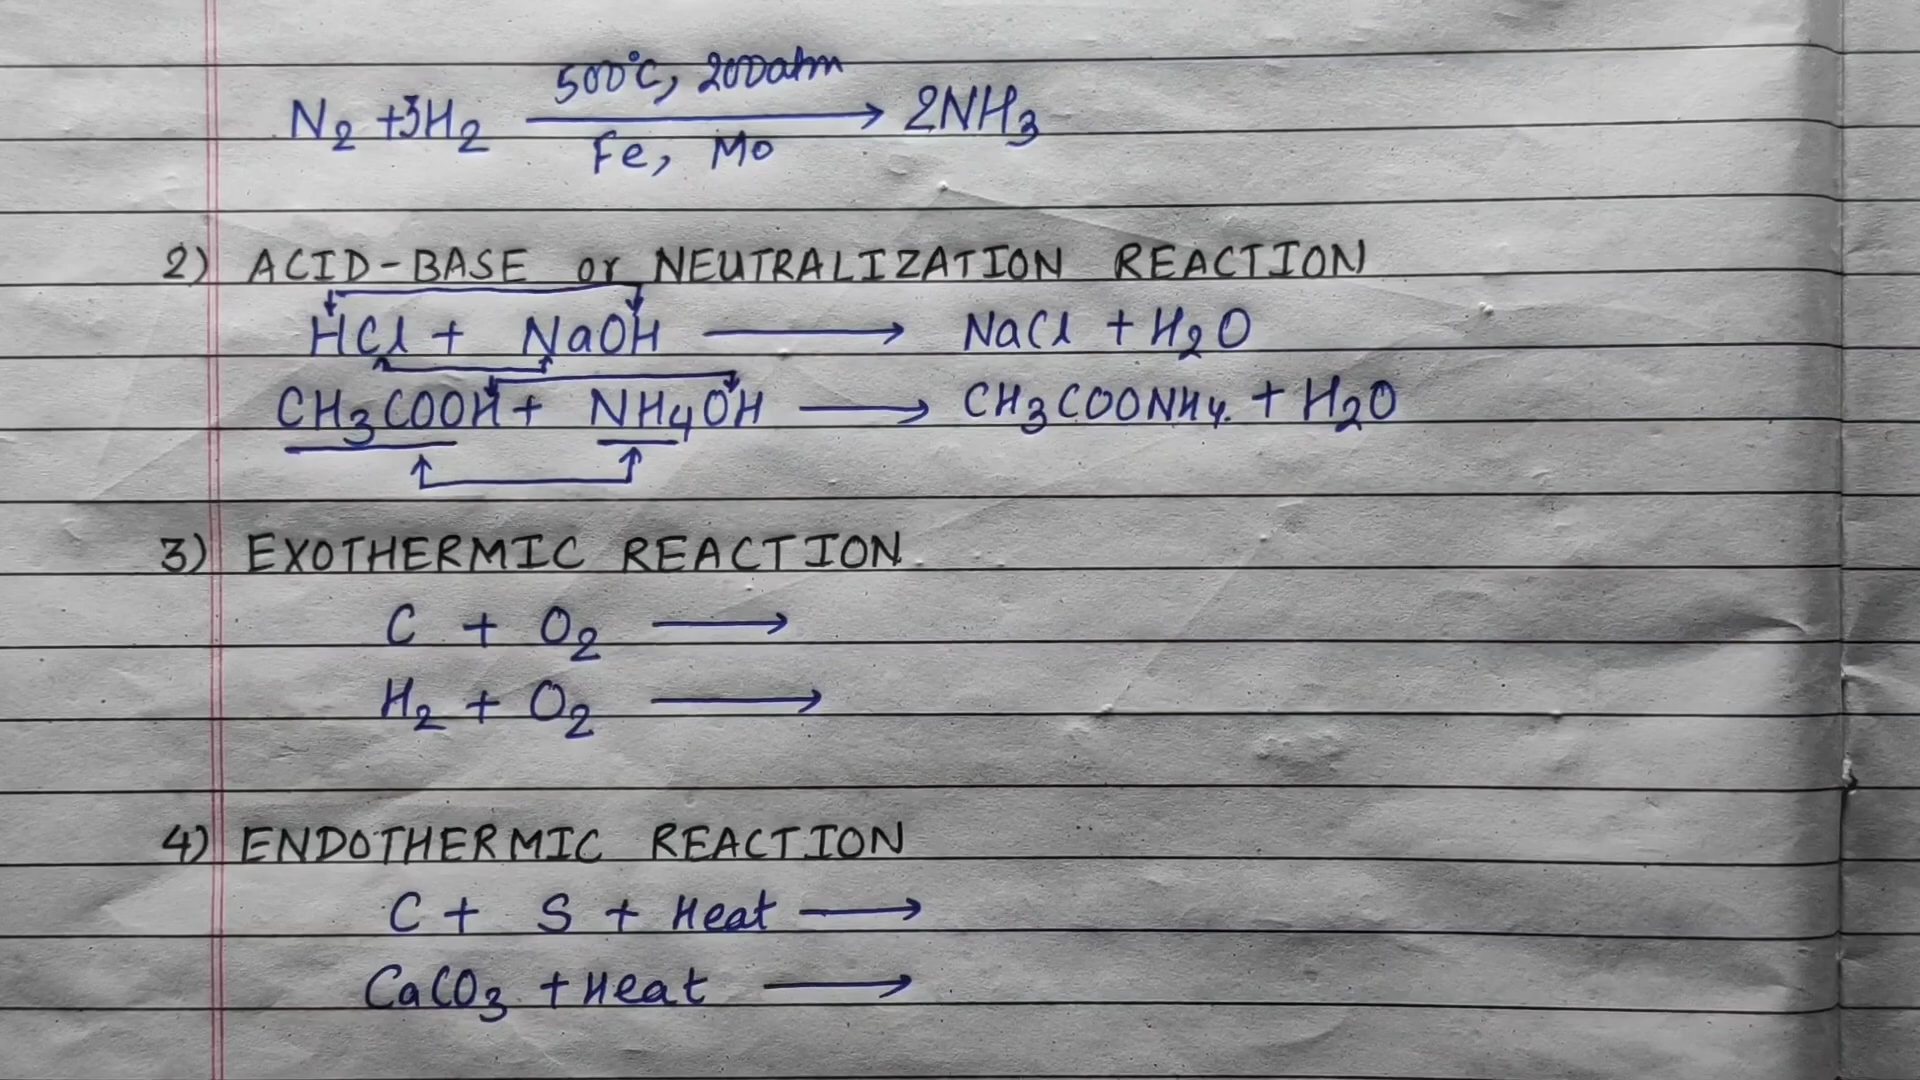 500°C, 200atm
N2 +3H2 → 2NH3
Fe, Mo
2) ACID-BASE or NEUTRALIZATION REACTION
HCl + NaOH → NaCl + H2O
CH3COOH + NH4OH → CH3COONH4. + H2O
3) EXOTHERMIC REACTION.
C + O2 →
H2 + O2 →
4) ENDOTHERMIC REACTION
C + S + Heat →
CaCO3 + Heat →